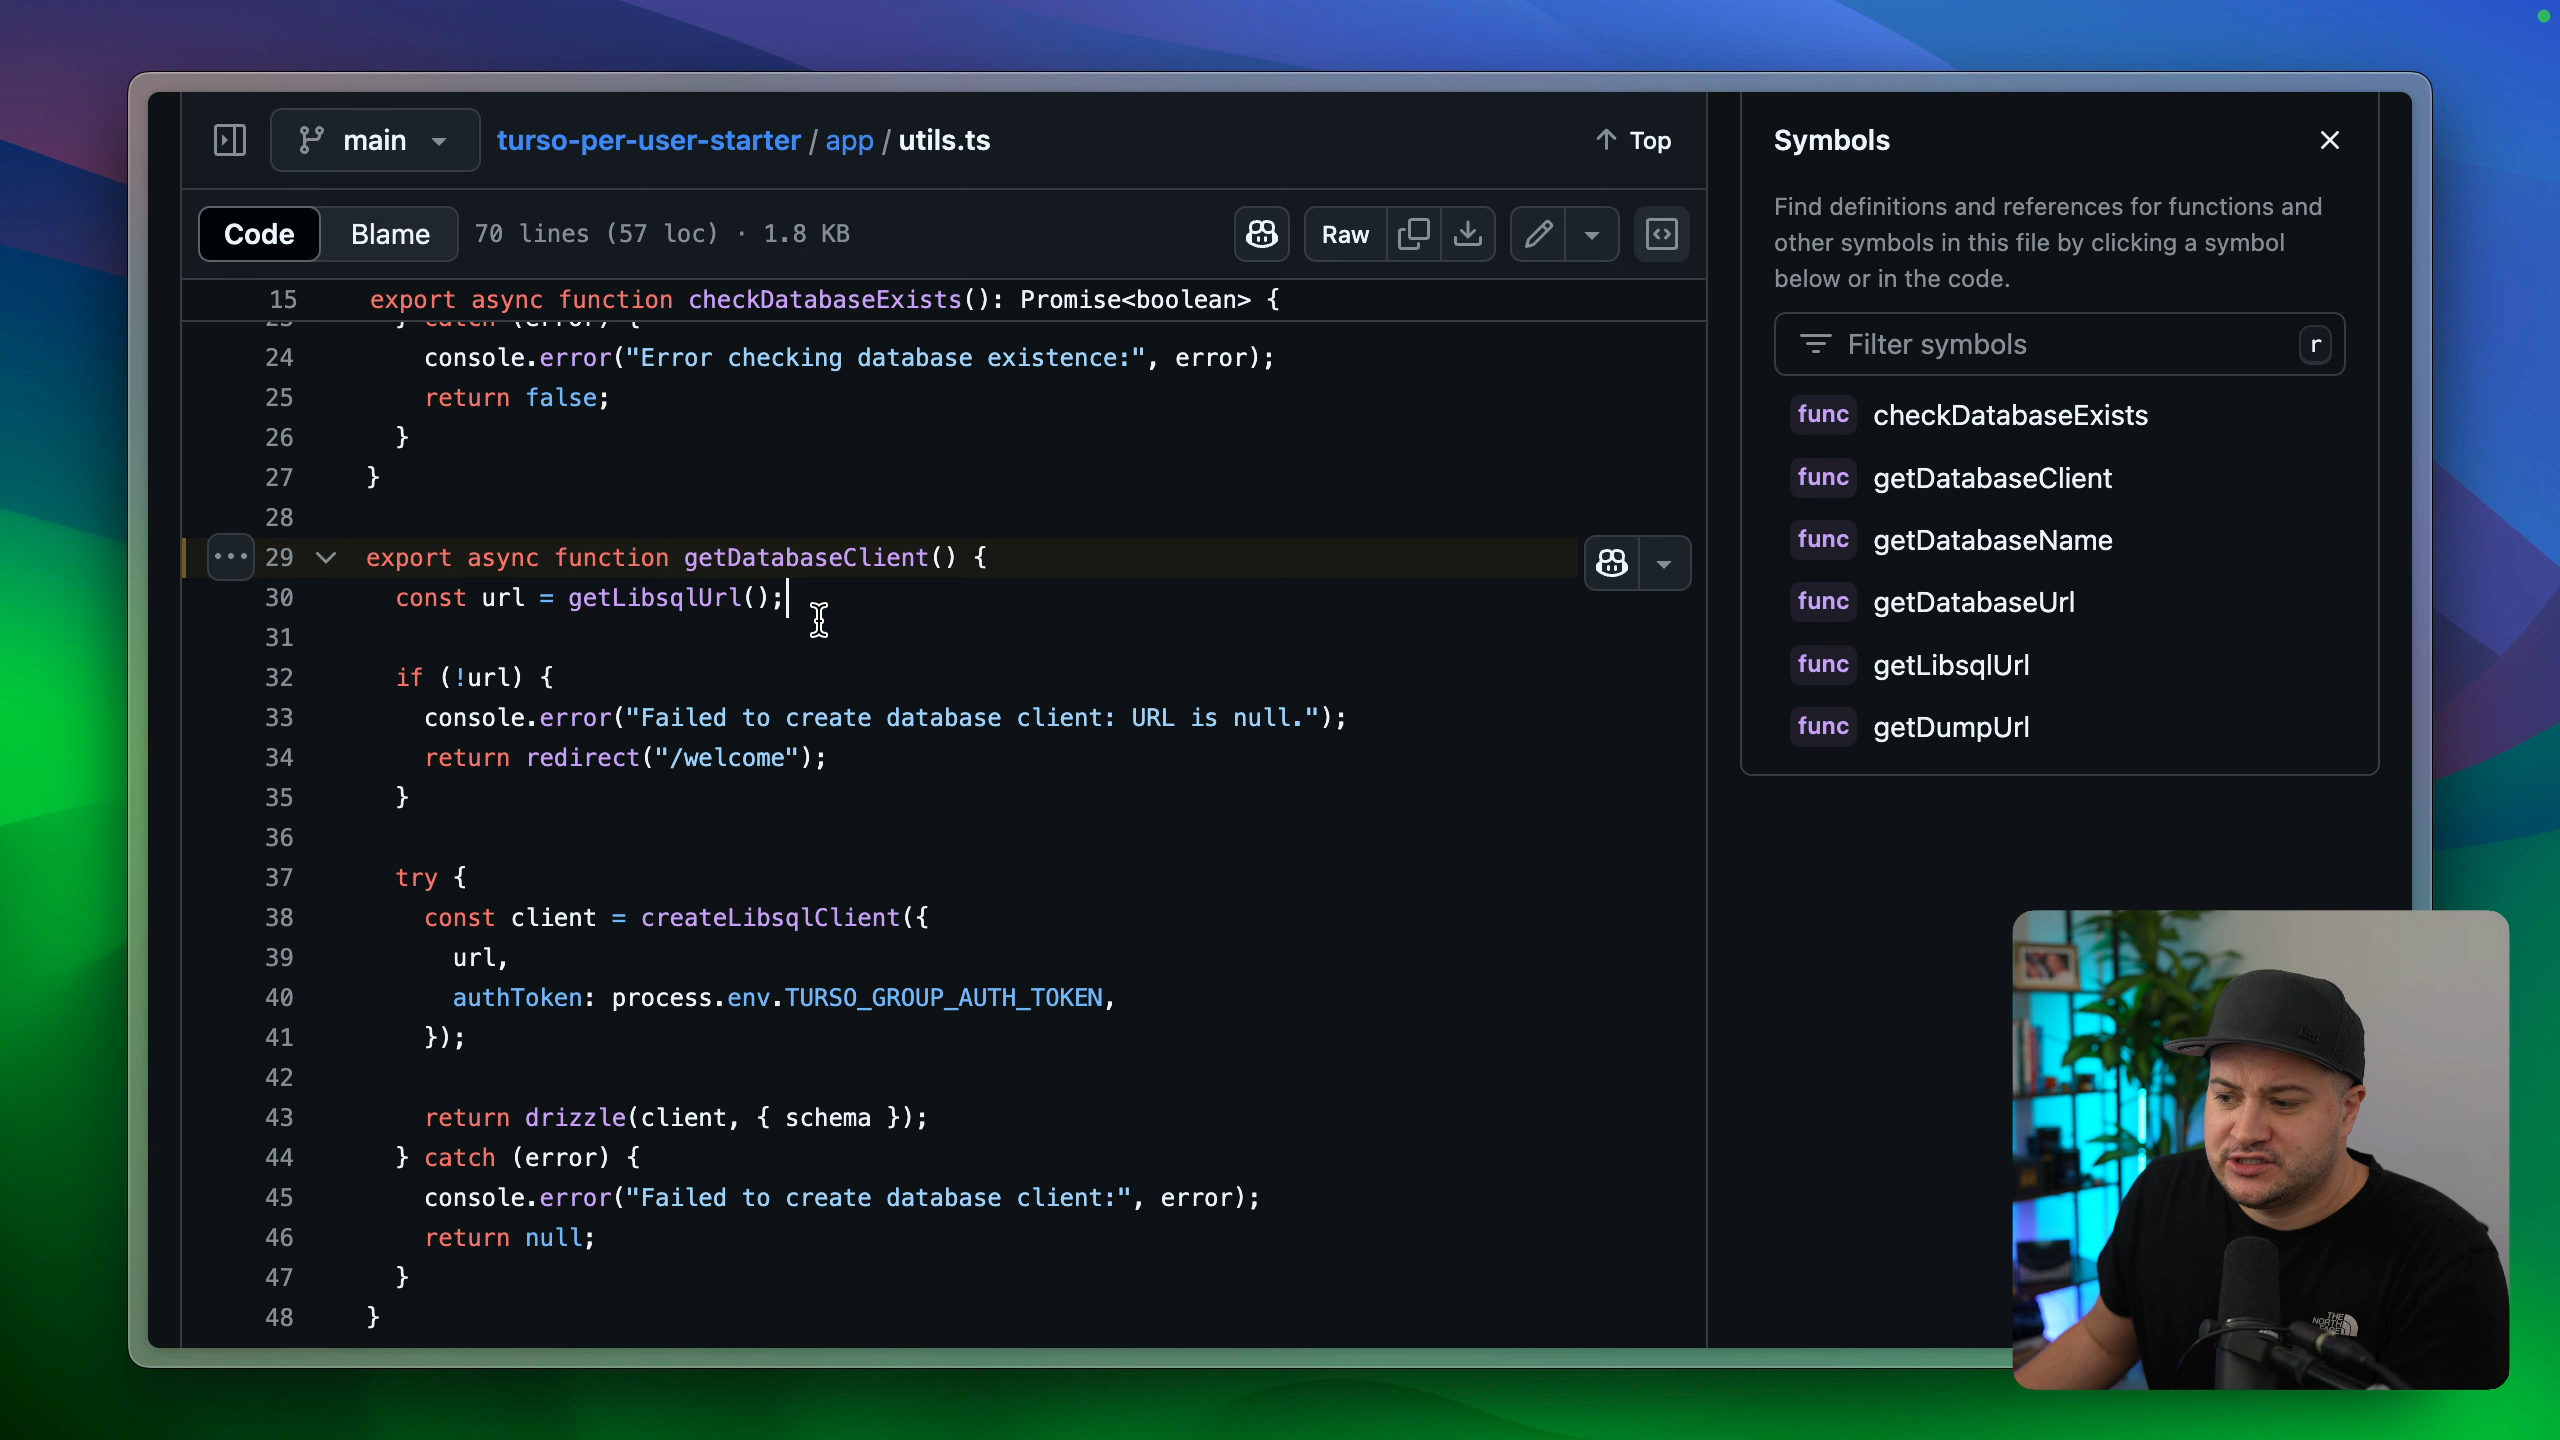 main
turso-per-user-starter / app / utils.ts
Top
Code
Blame
70 lines (57 loc) · 1.8 KB
Raw
15 export async function checkDatabaseExists(): Promise<boolean> {
} catch (error) {
24 console.error("Error checking database existence:", error);
25 return false;
26 }
27 }
28
29 export async function getDatabaseClient() {
30 const url = getLibsqlUrl();
31
32 if (!url) {
33 console.error("Failed to create database client: URL is null.");
34 return redirect("/welcome");
35 }
36
37 try {
38 const client = createLibsqlClient({
39 url,
40 authToken: process.env.TURSO_GROUP_AUTH_TOKEN,
41 });
42
43 return drizzle(client, { schema });
44 } catch (error) {
45 console.error("Failed to create database client:", error);
46 return null;
47 }
48 }
Symbols
Find definitions and references for functions and
other symbols in this file by clicking a symbol
below or in the code.
Filter symbols
r
func checkDatabaseExists
func getDatabaseClient
func getDatabaseName
func getDatabaseUrl
func getLibsqlUrl
func getDumpUrl
THE
NORTH
FACE